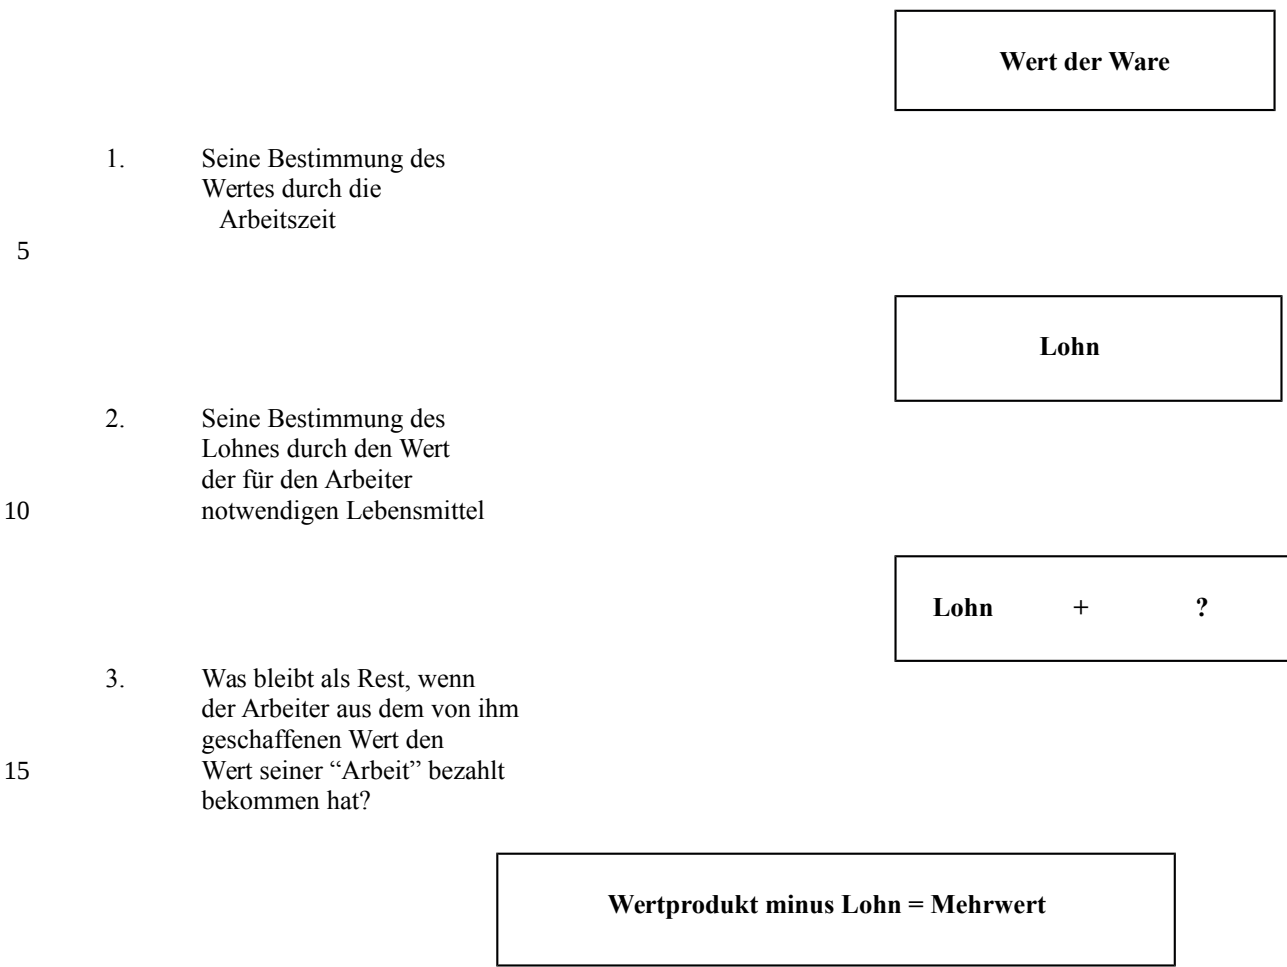 Wert der Ware
1. Seine Bestimmung des
Wertes durch die
Arbeitszeit
5
Lohn
2. Seine Bestimmung des
Lohnes durch den Wert
der für den Arbeiter
10 notwendigen Lebensmittel
Lohn + ?
3. Was bleibt als Rest, wenn
der Arbeiter aus dem von ihm
geschaffenen Wert den
15 Wert seiner “Arbeit” bezahlt
bekommen hat?
Wertprodukt minus Lohn = Mehrwert